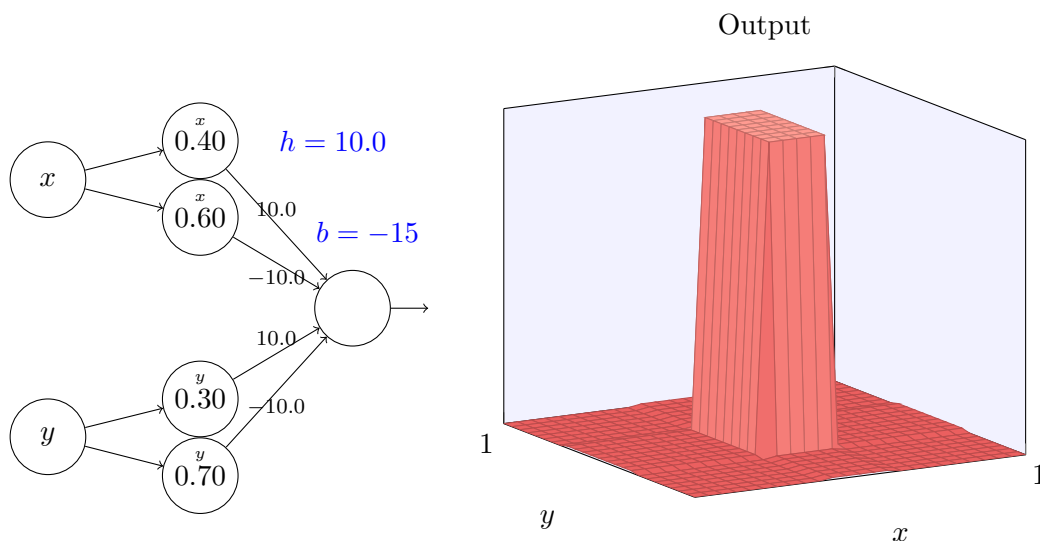 Output
x
x
0.40
x
0.60
h = 10.0
10.0
b = −15
−10.0
10.0
−10.0
y
y
0.30
y
0.70
1
y
x
1